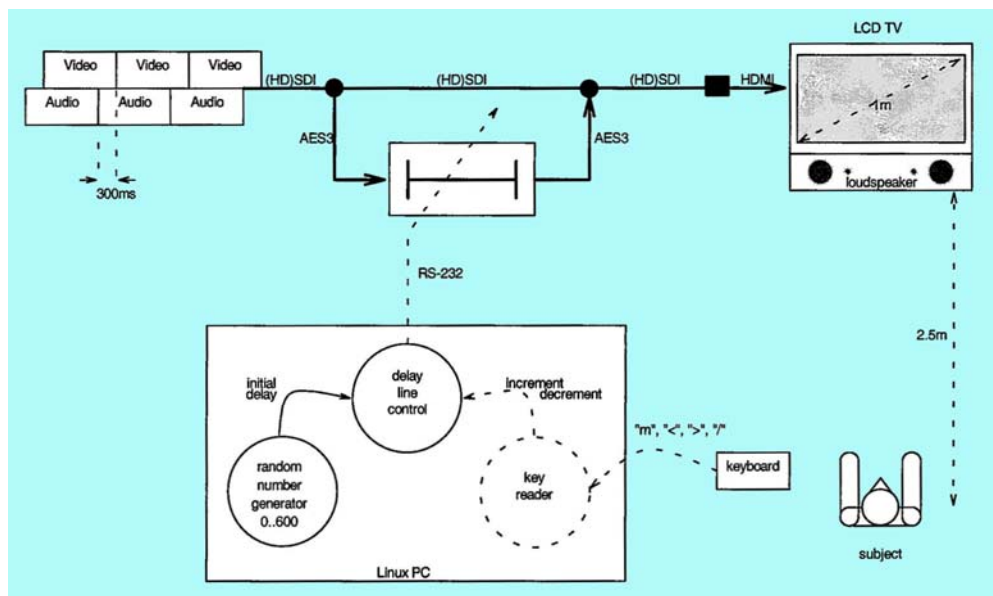 LCD TV
Video Video Video
Audio Audio Audio
(HD)SDI
(HD)SDI
(HD)SDI
HDMI
1m
AES3
AES3
300ms
loudspeaker
RS-232
2.5m
initial
delay
delay
line
control
increment
decrement
"m", "<", ">", "/"
random
number
generator
0..600
key
reader
keyboard
subject
Linux PC